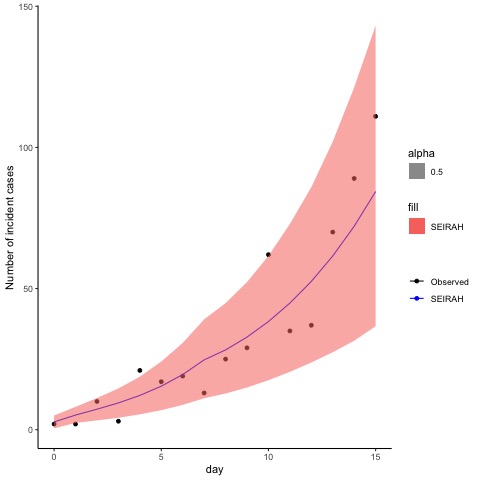 150
100
50
0
0
5
10
15
day
Number of incident cases
alpha
0.5
fill
SEIRAH
Observed
SEIRAH